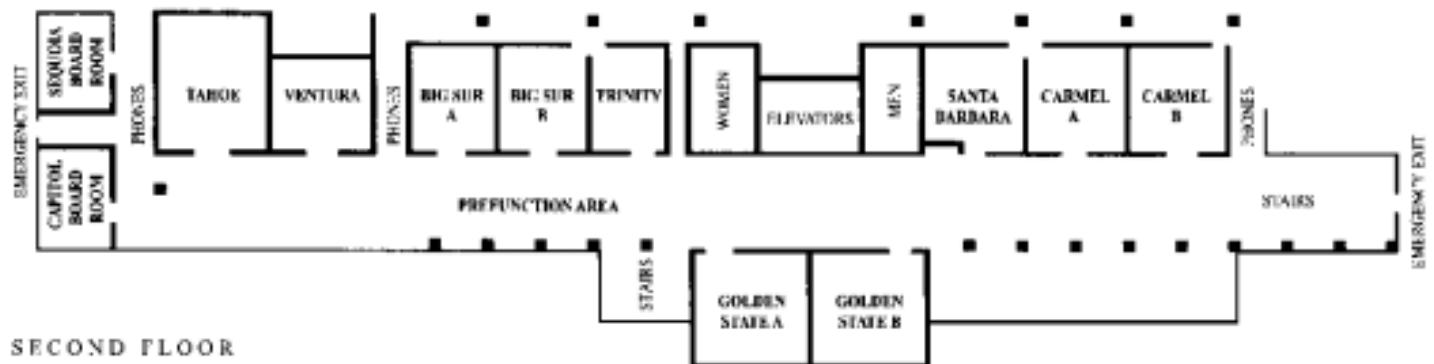 EMERGENCY EXIT
SEQUOIA
BOARD
ROOM
PHONES
TAHOE
VENTURA
PHONES
BIG SUR
A
BIG SUR
B
TRINITY
WOMEN
ELEVATORS
MEN
SANTA
BARBARA
CARMEL
A
CARMEL
B
PHONES
CAPITOL
BOARD
ROOM
PREFUNCTION AREA
STAIRS
EMERGENCY EXIT
STAIRS
GOLDEN
STATE A
GOLDEN
STATE B
SECOND FLOOR